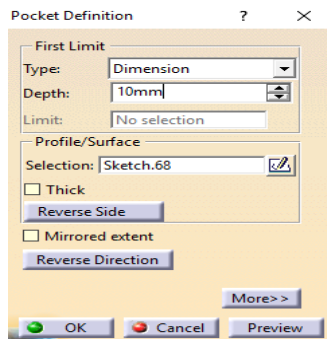 Pocket Definition ? ×
First Limit
Type: Dimension
Depth: 10mm
Limit: No selection
Profile/Surface
Selection: Sketch.68
Thick
Reverse Side
Mirrored extent
Reverse Direction
More>>
OK Cancel Preview